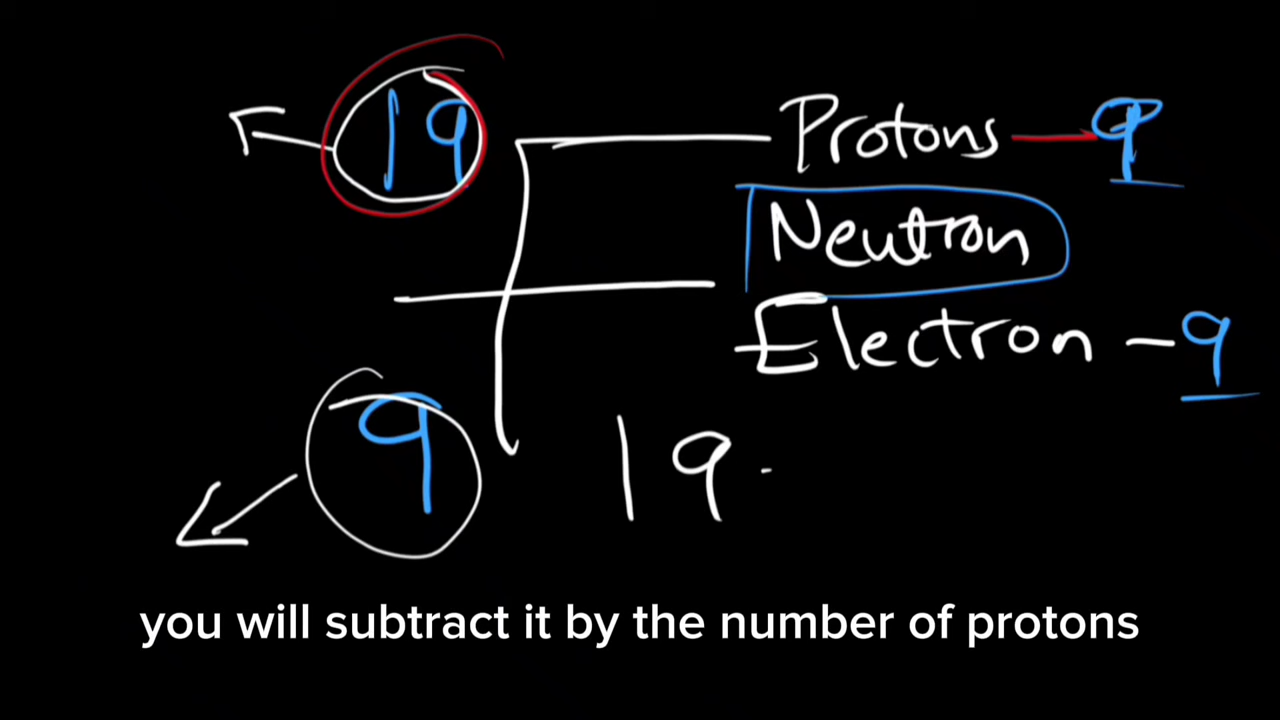 19 Protons 9
Neutron
Electron - 9
9 19 -
you will subtract it by the number of protons